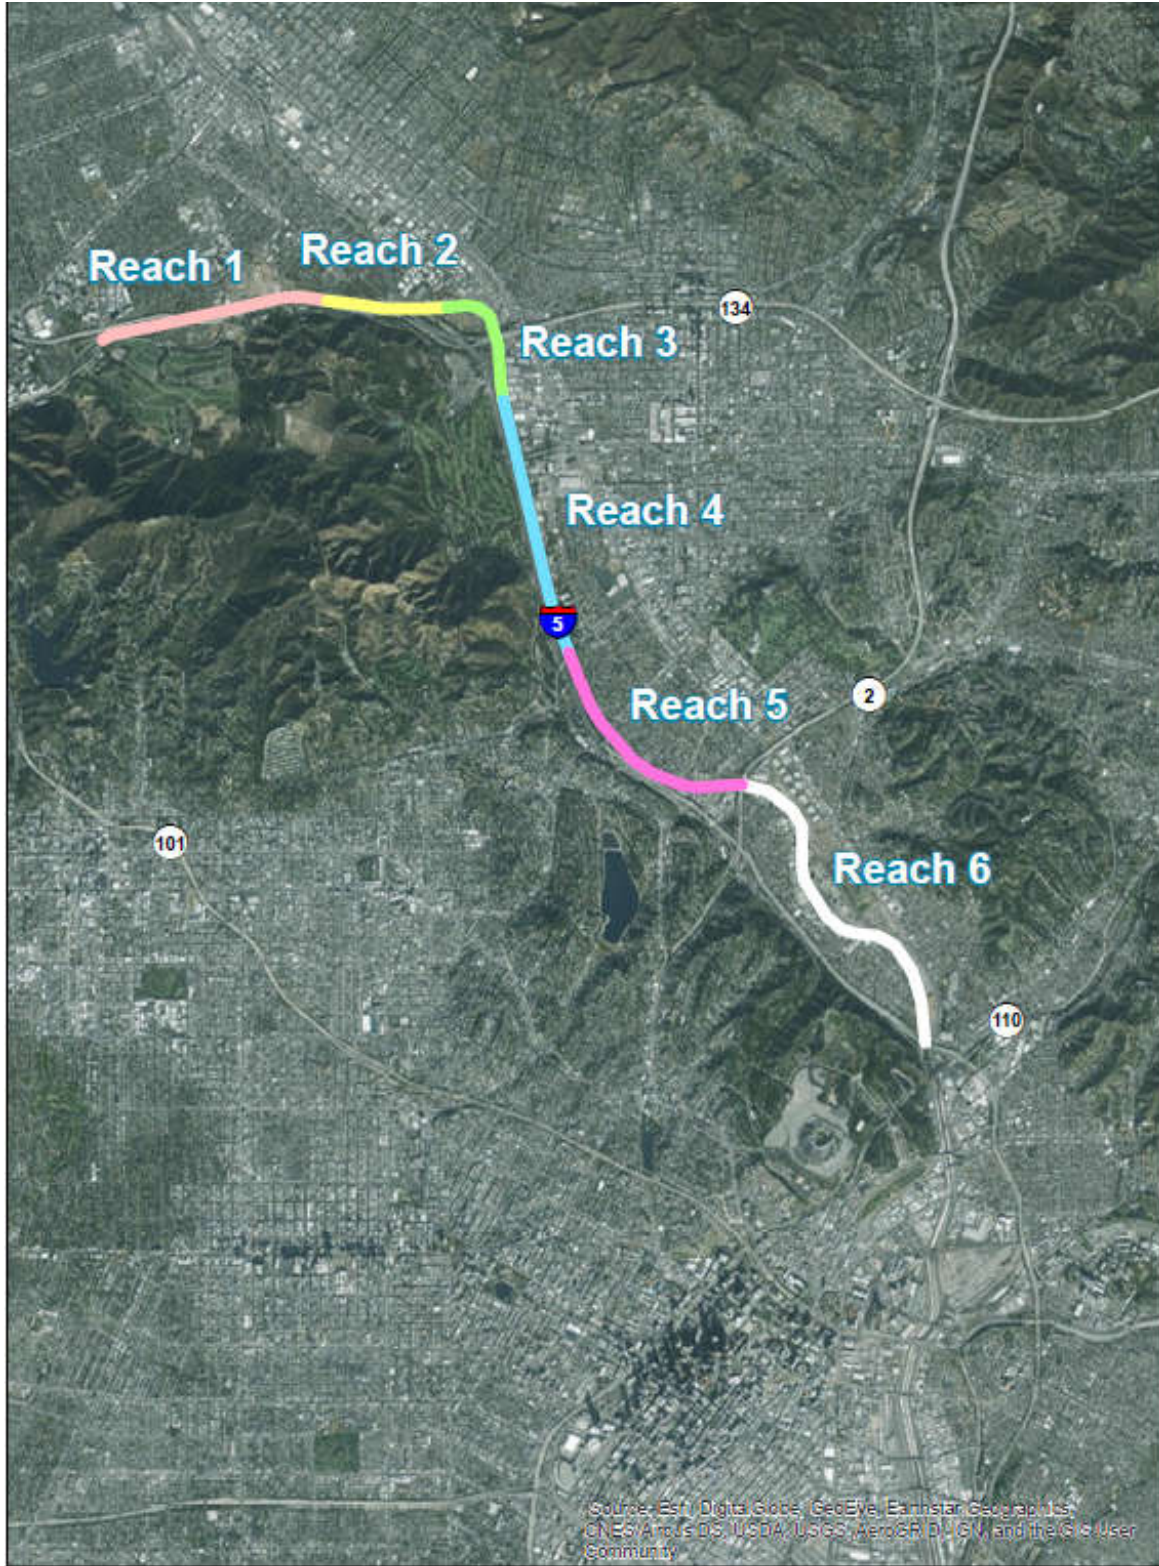 Reach 1
Reach 2
134
Reach 3
Reach 4
5
Reach 5
2
101
Reach 6
110
Source: Esri, DigitalGlobe, GeoEye, Earthstar Geographics,
CNES/Airbus DS, USDA, USGS, AeroGRID, IGN, and the GIS User
Community